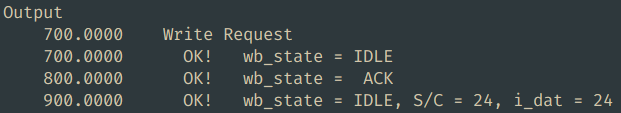 Output
700.0000    Write Request
700.0000      OK!   wb_state = IDLE
800.0000      OK!   wb_state =  ACK
900.0000      OK!   wb_state = IDLE, S/C = 24, i_dat = 24